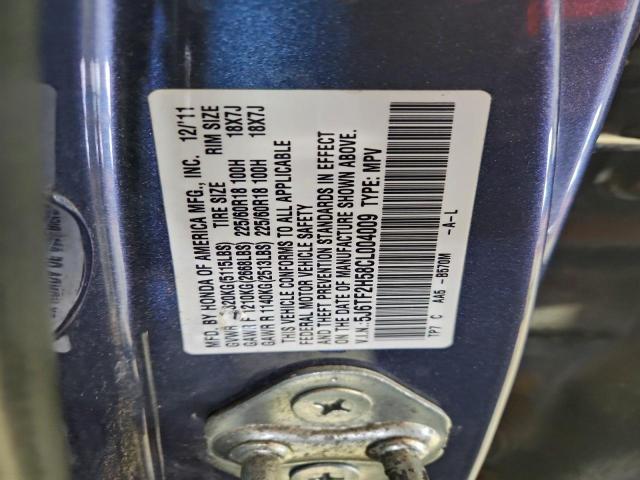 MFD. BY HONDA OF AMERICA MFG., INC. 12/'11
GVWR 2320KG(5115LBS) TIRE SIZE RIM SIZE
GAWR F 1210KG(2668LBS) 225/60R18 100H 18X7J
GAWR R 1140KG(2513LBS) 225/60R18 100H 18X7J
THIS VEHICLE CONFORMS TO ALL APPLICABLE
FEDERAL MOTOR VEHICLE SAFETY
AND THEFT PREVENTION STANDARDS IN EFFECT
ON THE DATE OF MANUFACTURE SHOWN ABOVE.
V.I.N.: 5J6TF2H58CL004009 TYPE: MPV
TP7 C AA5 - B570M -A-L